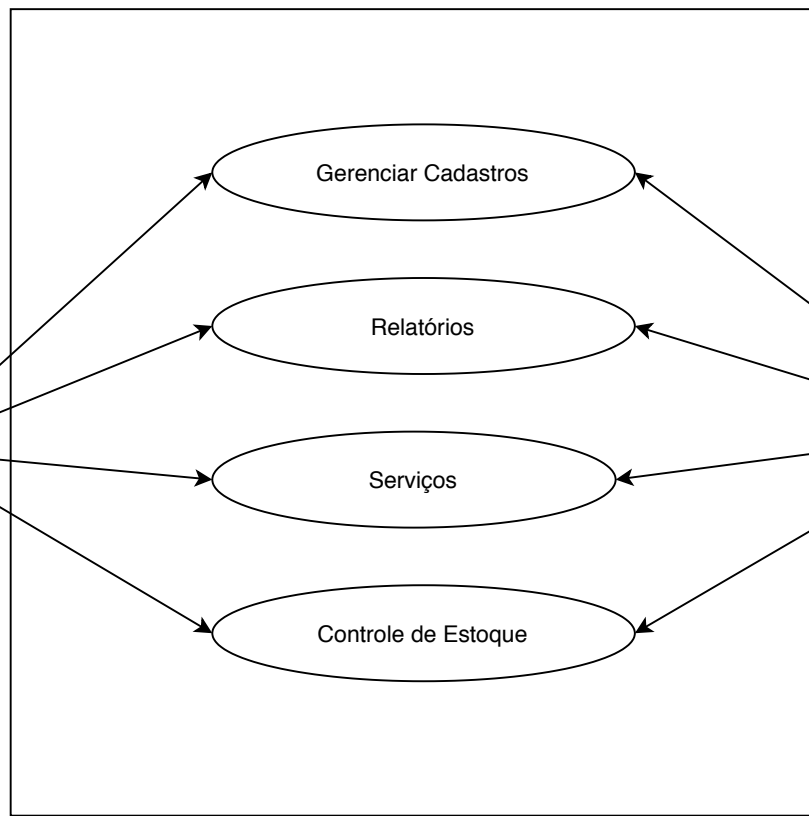 Gerenciar Cadastros
Relatórios
Serviços
Controle de Estoque